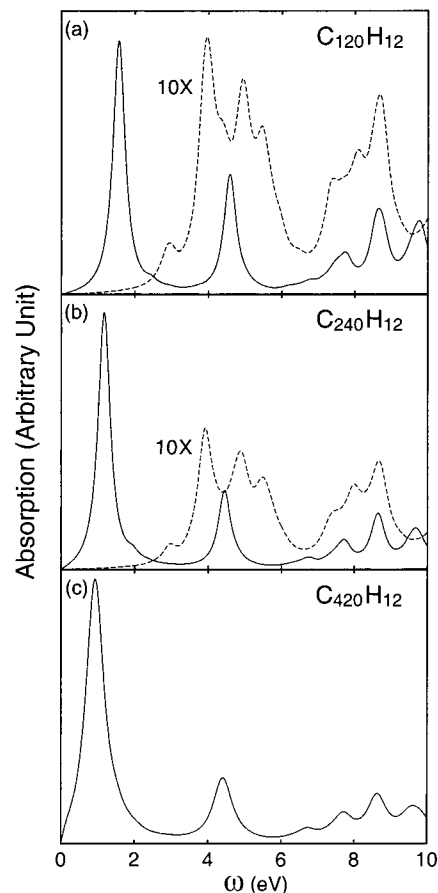 (a)
C120H12
10X
(b)
C240H12
10X
(c)
C420H12
Absorption (Arbitrary Unit)
0 2 4 6 8 10
ω (eV)